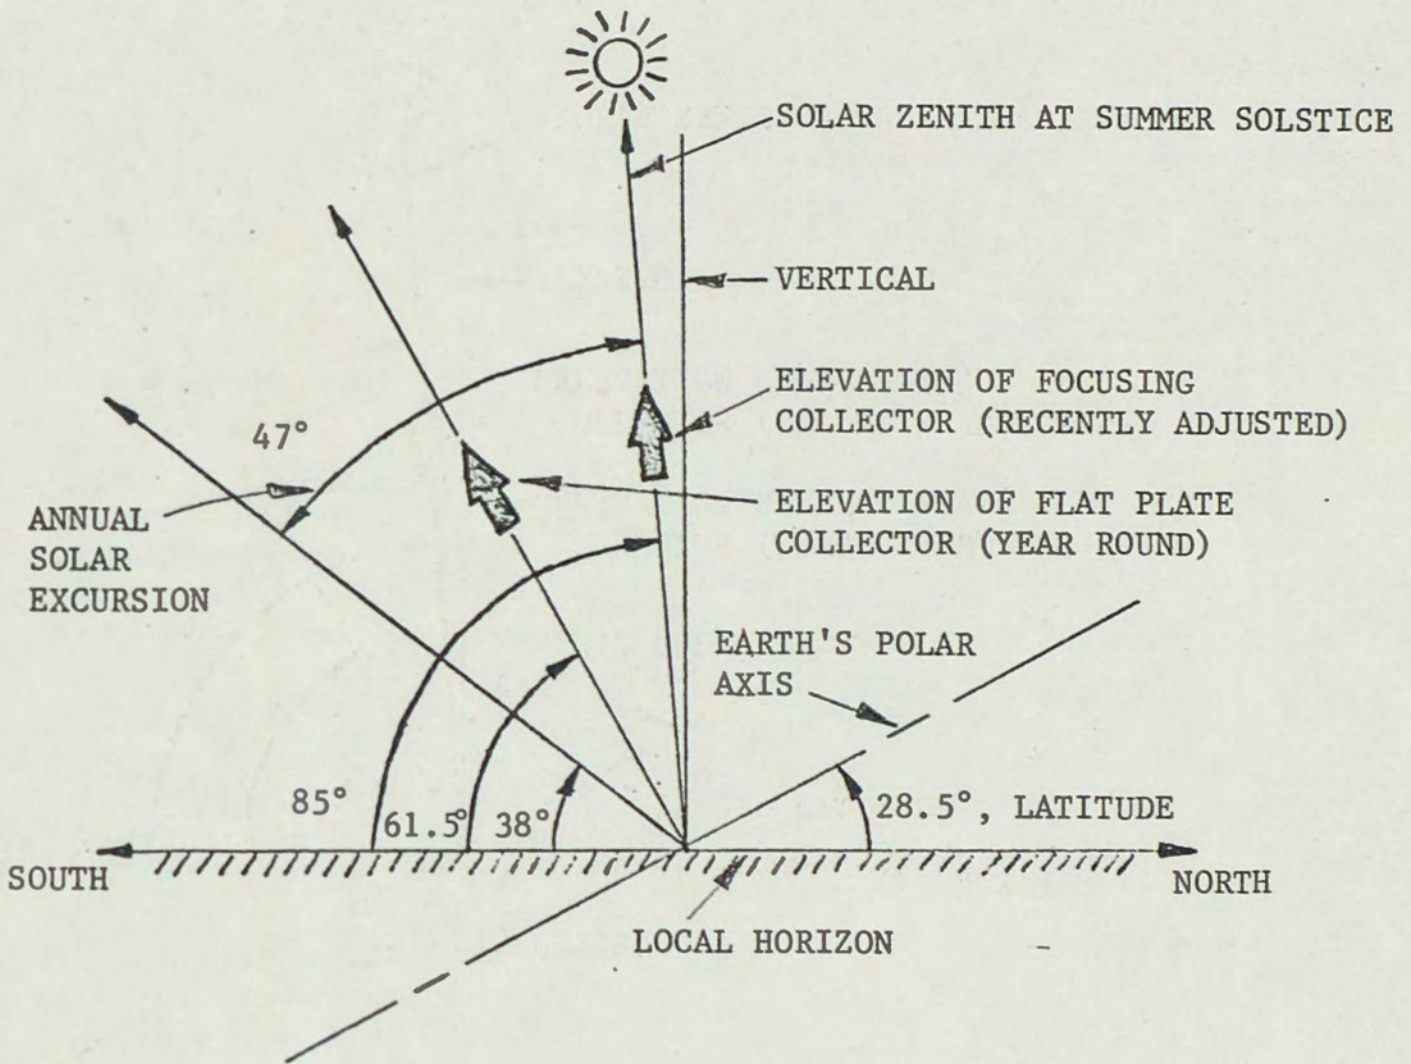 SOLAR ZENITH AT SUMMER SOLSTICE
VERTICAL
ELEVATION OF FOCUSING
COLLECTOR (RECENTLY ADJUSTED)
47°
ELEVATION OF FLAT PLATE
COLLECTOR (YEAR ROUND)
ANNUAL
SOLAR
EXCURSION
EARTH'S POLAR
AXIS
85°
61.5°
38°
28.5°, LATITUDE
SOUTH
NORTH
LOCAL HORIZON